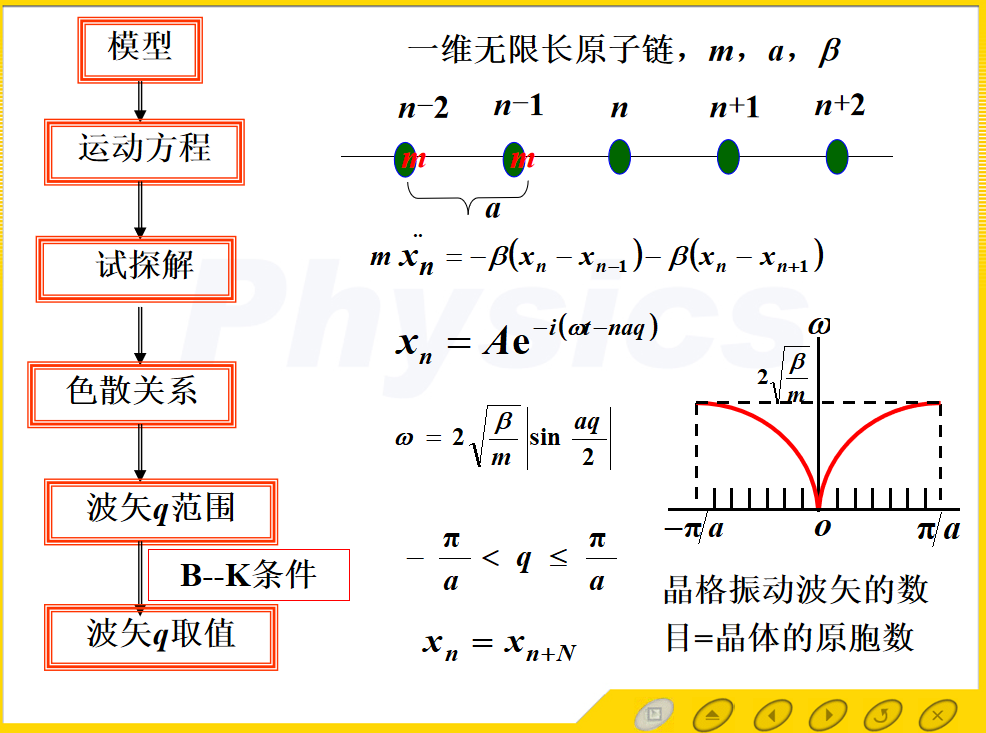 模型
运动方程
试探解
色散关系
波矢q范围
B--K条件
波矢q取值
一维无限长原子链，m，a，β
n−2 n−1 n n+1 n+2
m m
a
m ẍₙ = −β(xₙ − xₙ₋₁) − β(xₙ − xₙ₊₁)
xₙ = Ae^{−i(ωt−naq)}
ω = 2√(β/m) |sin aq/2|
− π/a < q ≤ π/a
xₙ = x_{n+N}
ω
2√(β/m)
−π/a o π/a
晶格振动波矢的数
目=晶体的原胞数
Physics